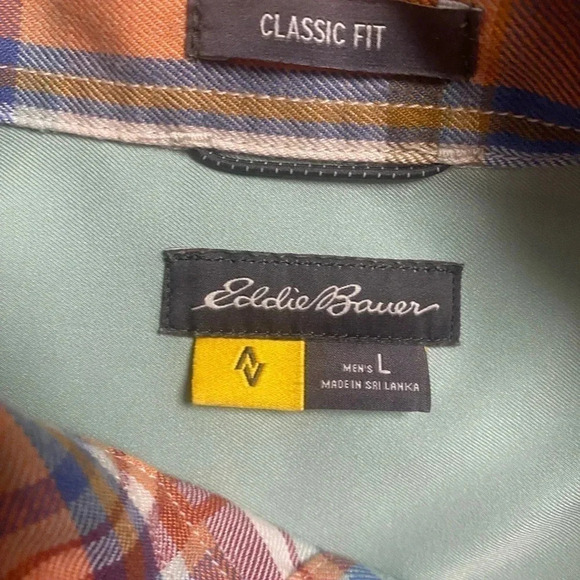 CLASSIC FIT
Eddie Bauer
MEN'S L
MADE IN SRI LANKA